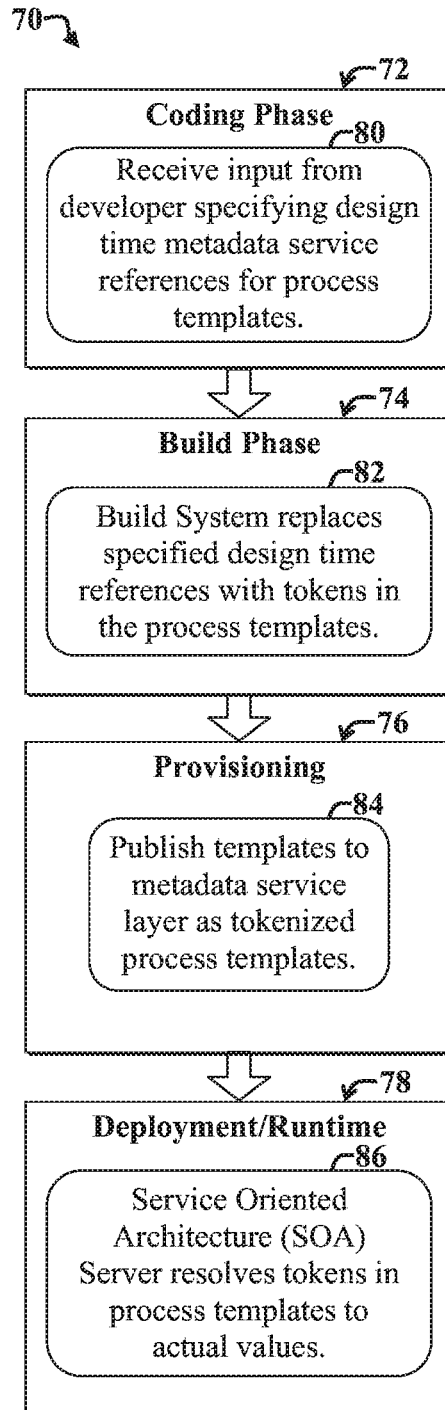 70
72
Coding Phase
80
Receive input from
developer specifying design
time metadata service
references for process
templates.
74
Build Phase
82
Build System replaces
specified design time
references with tokens in
the process templates.
76
Provisioning
84
Publish templates to
metadata service
layer as tokenized
process templates.
78
Deployment/Runtime
86
Service Oriented
Architecture (SOA)
Server resolves tokens in
process templates to
actual values.